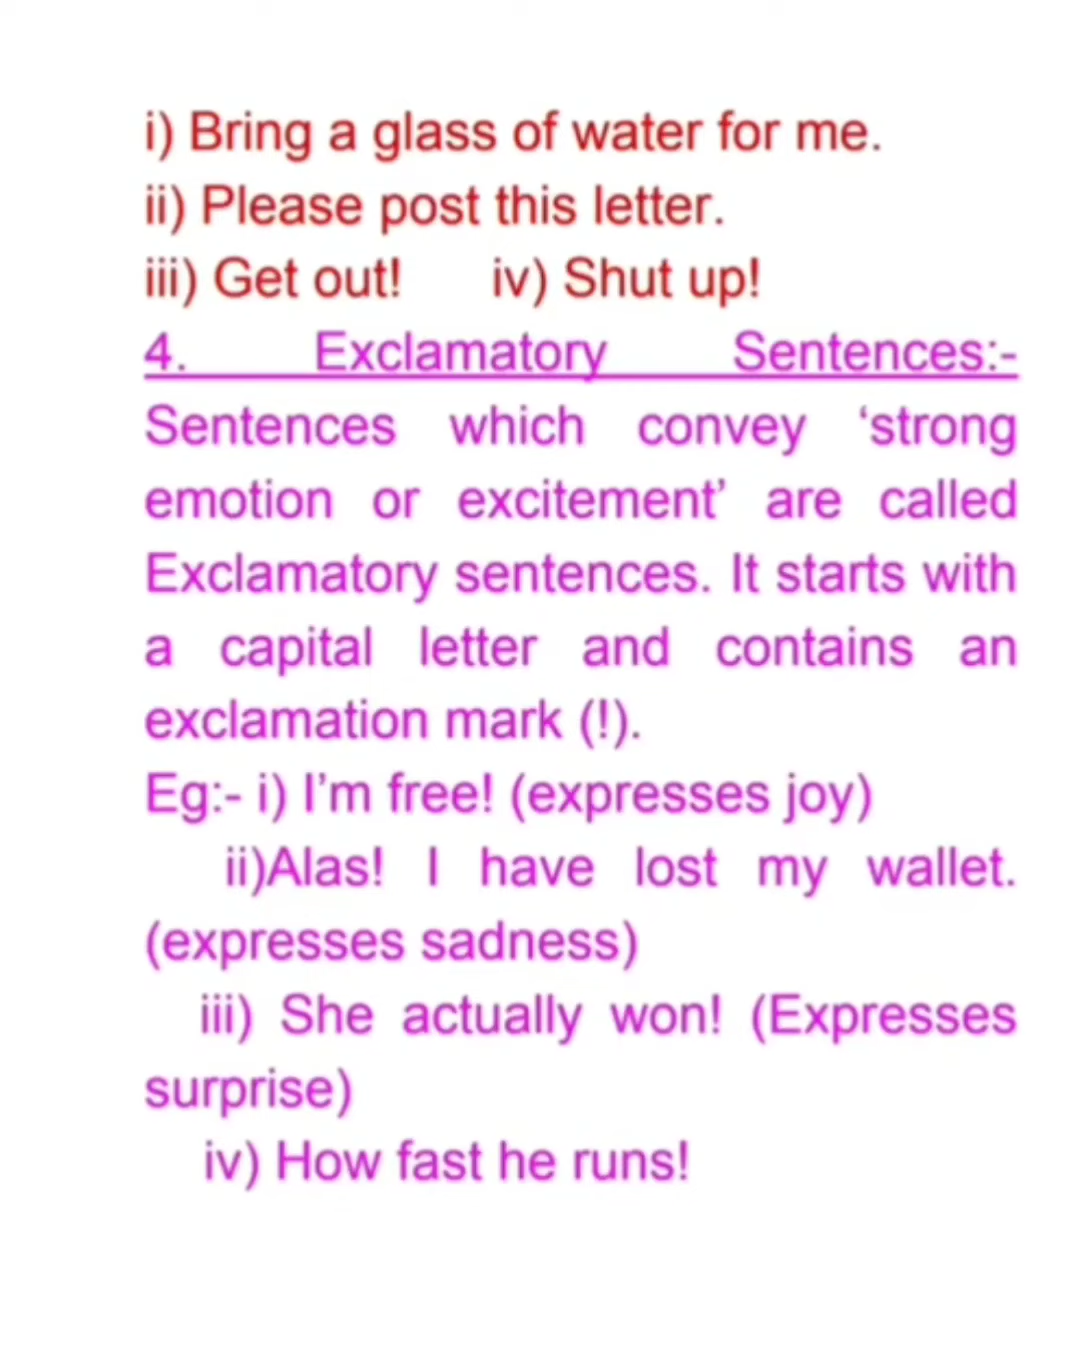 i) Bring a glass of water for me.
ii) Please post this letter.
iii) Get out! iv) Shut up!
4. Exclamatory Sentences:-
Sentences which convey ‘strong
emotion or excitement’ are called
Exclamatory sentences. It starts with
a capital letter and contains an
exclamation mark (!).
Eg:- i) I’m free! (expresses joy)
ii)Alas! I have lost my wallet.
(expresses sadness)
iii) She actually won! (Expresses
surprise)
iv) How fast he runs!